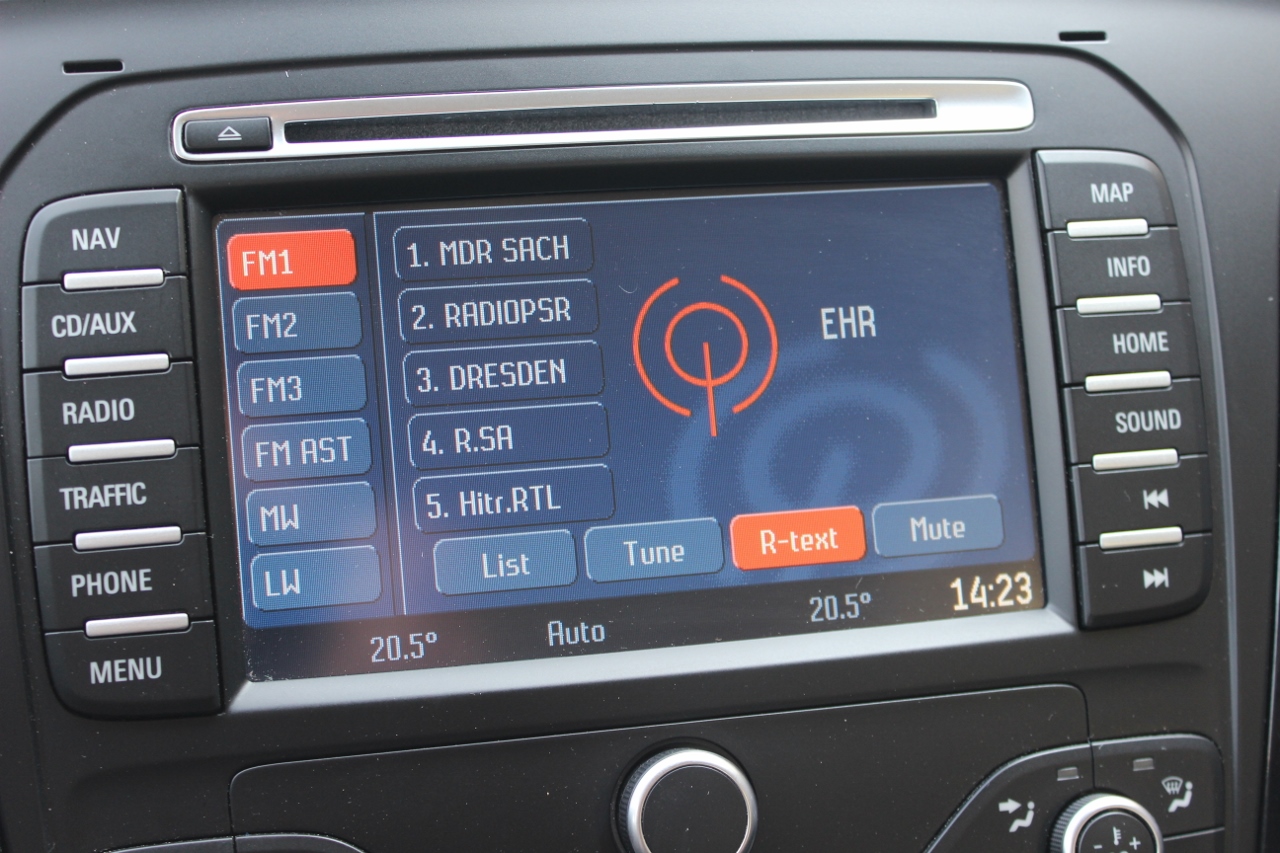 NAV
CD/AUX
RADIO
TRAFFIC
PHONE
MENU
FM1
FM2
FM3
FM AST
MW
LW
1. MDR SACH
2. RADIOPSR
3. DRESDEN
4. R.SA
5. Hitr.RTL
EHR
List
Tune
R-text
Mute
20.5°
Auto
20.5°
14:23
MAP
INFO
HOME
SOUND
- +